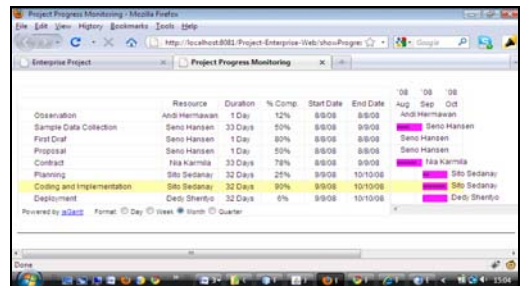 Project Progress Monitoring - Mozilla Firefox
File Edit View History Bookmarks Tools Help
http://localhost:8081/Project-Enterprise-Web/showProgre Google
Enterprise Project Project Progress Monitoring
'08 '08 '08
Resource Duration % Comp. Start Date End Date Aug Sep Oct
Observation Andi Hermawan 1 Day 12% 8/8/08 8/8/08 Andi Hermawan
Sample Data Collection Seno Hansen 33 Days 50% 8/8/08 9/9/08 Seno Hansen
First Draf Seno Hansen 1 Day 80% 8/8/08 8/8/08 Seno Hansen
Proposal Seno Hansen 1 Day 50% 8/8/08 8/8/08 Seno Hansen
Contract Nia Karmila 33 Days 78% 8/8/08 9/9/08 Nia Karmila
Planning Sito Sedanay 32 Days 25% 9/9/08 10/10/08 Sito Sedanay
Coding and Implementation Sito Sedanay 32 Days 90% 9/9/08 10/10/08 Sito Sedanay
Deployment Dedy Sherityo 32 Days 6% 9/9/08 10/10/08 Dedy Sherityo
Powered by jsGantt Format: Day Week Month Quarter
Done
15:04